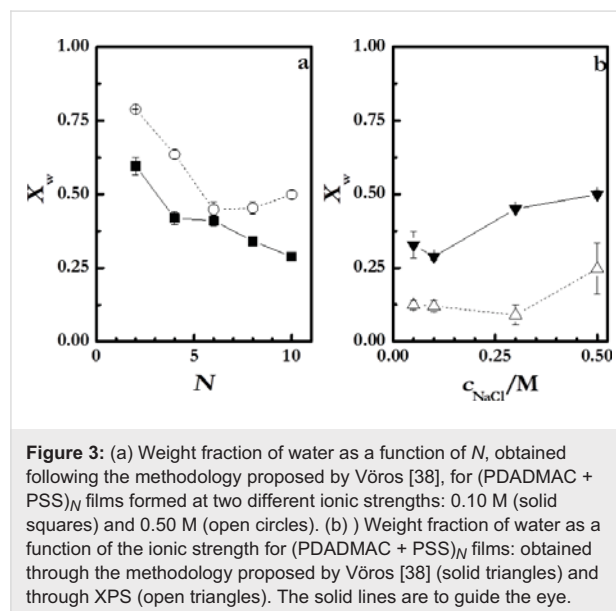 1.00
a
0.75
0.50
0.25
0.00
X_w
0
5
10
N
1.00
b
0.75
0.50
0.25
0.00
X_w
0.00
0.25
0.50
c_NaCl/M
Figure 3: (a) Weight fraction of water as a function of N, obtained
following the methodology proposed by Vöros [38], for (PDADMAC +
PSS)_N films formed at two different ionic strengths: 0.10 M (solid
squares) and 0.50 M (open circles). (b) ) Weight fraction of water as a
function of the ionic strength for (PDADMAC + PSS)_N films: obtained
through the methodology proposed by Vöros [38] (solid triangles) and
through XPS (open triangles). The solid lines are to guide the eye.